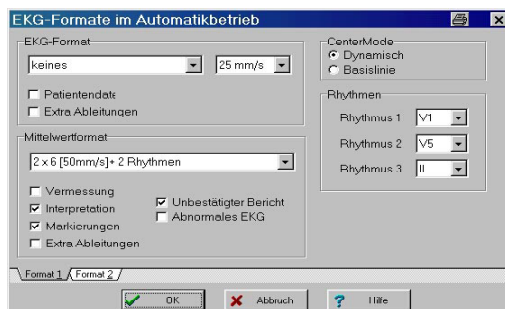 EKG-Formate im Automatikbetrieb
EKG-Format
keines
25 mm/s
Patientendate
Extra Ableitungen
CenterMode
Dynamisch
Basislinie
Rhythmen
Rhythmus 1 V1
Rhythmus 2 V5
Rhythmus 3 II
Mittelwertformat
2 x 6 [50mm/s]+ 2 Rhythmen
Vermessung
Interpretation
Markierungen
Extra Ableitungen
Unbestätigter Bericht
Abnormales EKG
Format 1 Format 2
OK Abbruch Hilfe